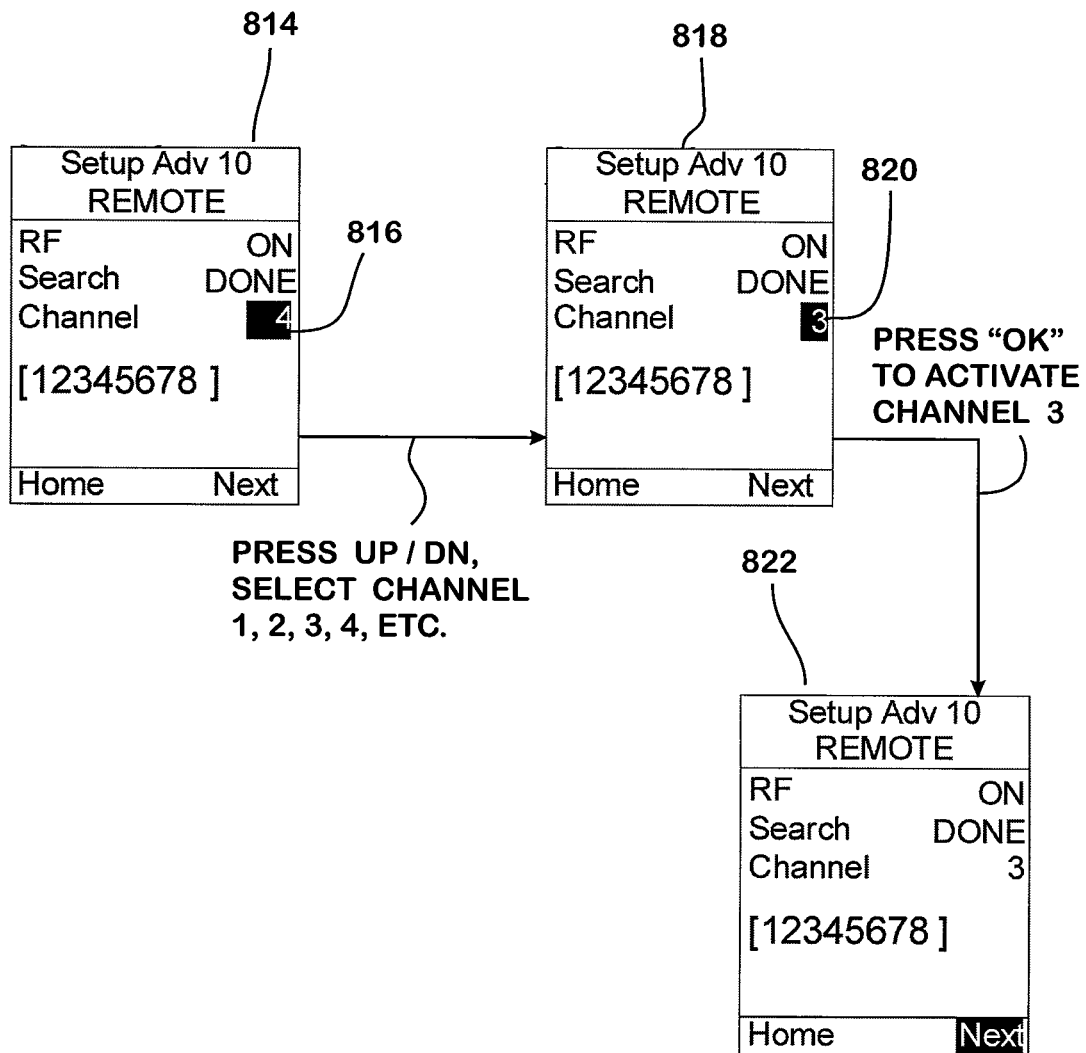 814
Setup Adv 10
REMOTE
RF ON
Search DONE
Channel 4
[12345678 ]
Home Next
816
PRESS UP / DN,
SELECT CHANNEL
1, 2, 3, 4, ETC.
818
Setup Adv 10
REMOTE
RF ON
Search DONE
Channel 3
[12345678 ]
Home Next
820
PRESS “OK”
TO ACTIVATE
CHANNEL 3
822
Setup Adv 10
REMOTE
RF ON
Search DONE
Channel 3
[12345678 ]
Home Next